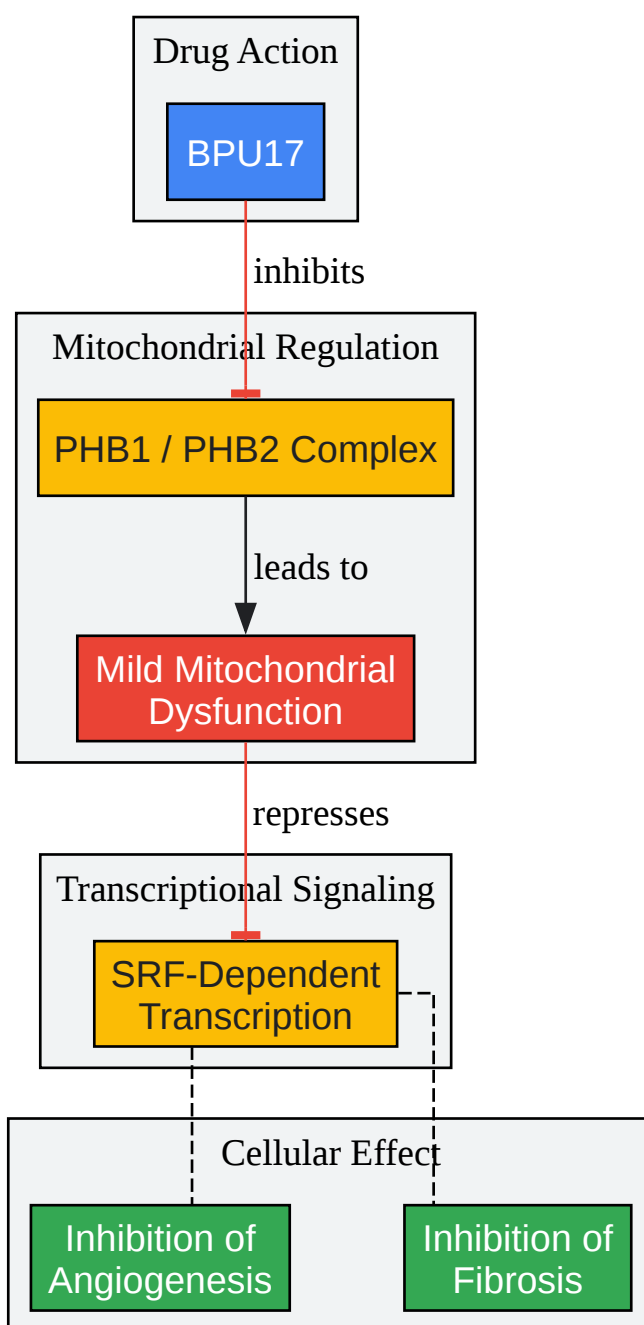 Drug Action
BPU17
inhibits
Mitochondrial Regulation
PHB1 / PHB2 Complex
leads to
Mild Mitochondrial
Dysfunction
represses
Transcriptional Signaling
SRF-Dependent
Transcription
Cellular Effect
Inhibition of
Angiogenesis
Inhibition of
Fibrosis